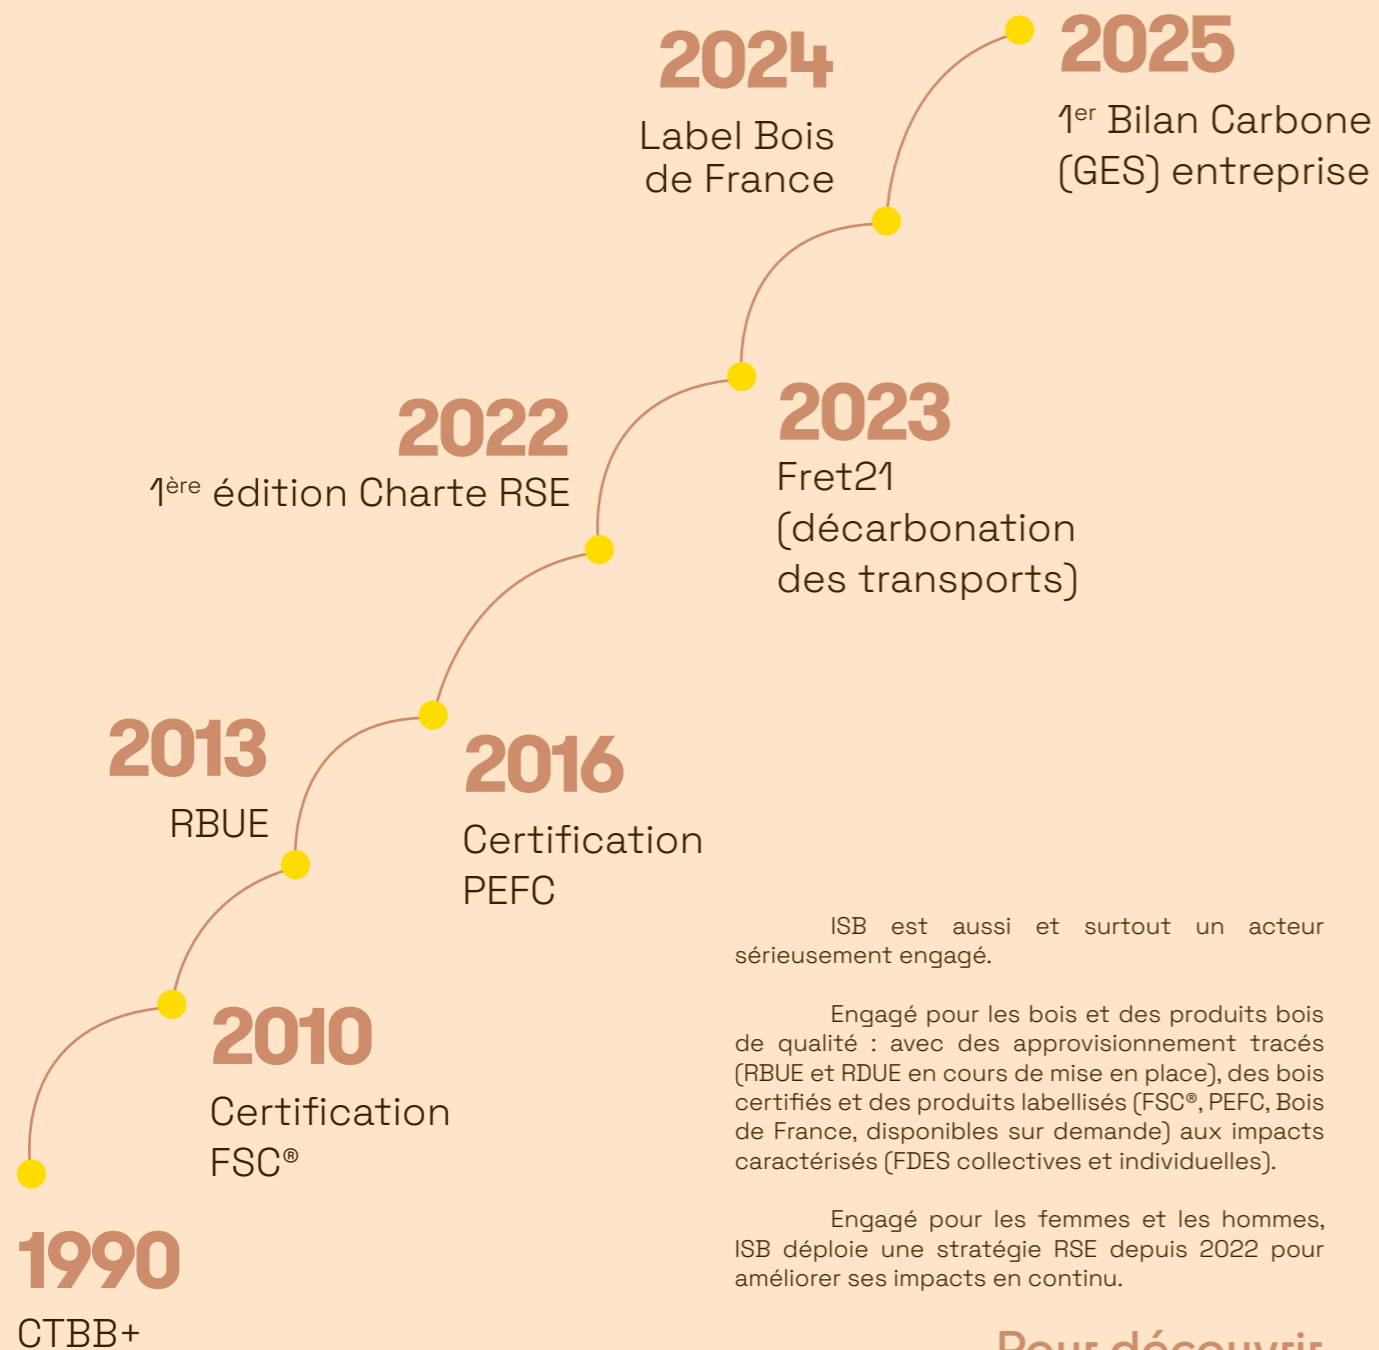 2024
Label Bois
de France
2025
1er Bilan Carbone
(GES) entreprise
2022
1ère édition Charte RSE
2023
Fret21
(décarbonation
des transports)
2013
RBUE
2016
Certification
PEFC
2010
Certification
FSC®
1990
CTBB+
ISB est aussi et surtout un acteur
sérieusement engagé.
Engagé pour les bois et des produits bois
de qualité : avec des approvisionnement tracés
(RBUE et RDUE en cours de mise en place), des bois
certifiés et des produits labellisés (FSC®, PEFC, Bois
de France, disponibles sur demande) aux impacts
caractérisés (FDES collectives et individuelles).
Engagé pour les femmes et les hommes,
ISB déploie une stratégie RSE depuis 2022 pour
améliorer ses impacts en continu.
Pour découvrir